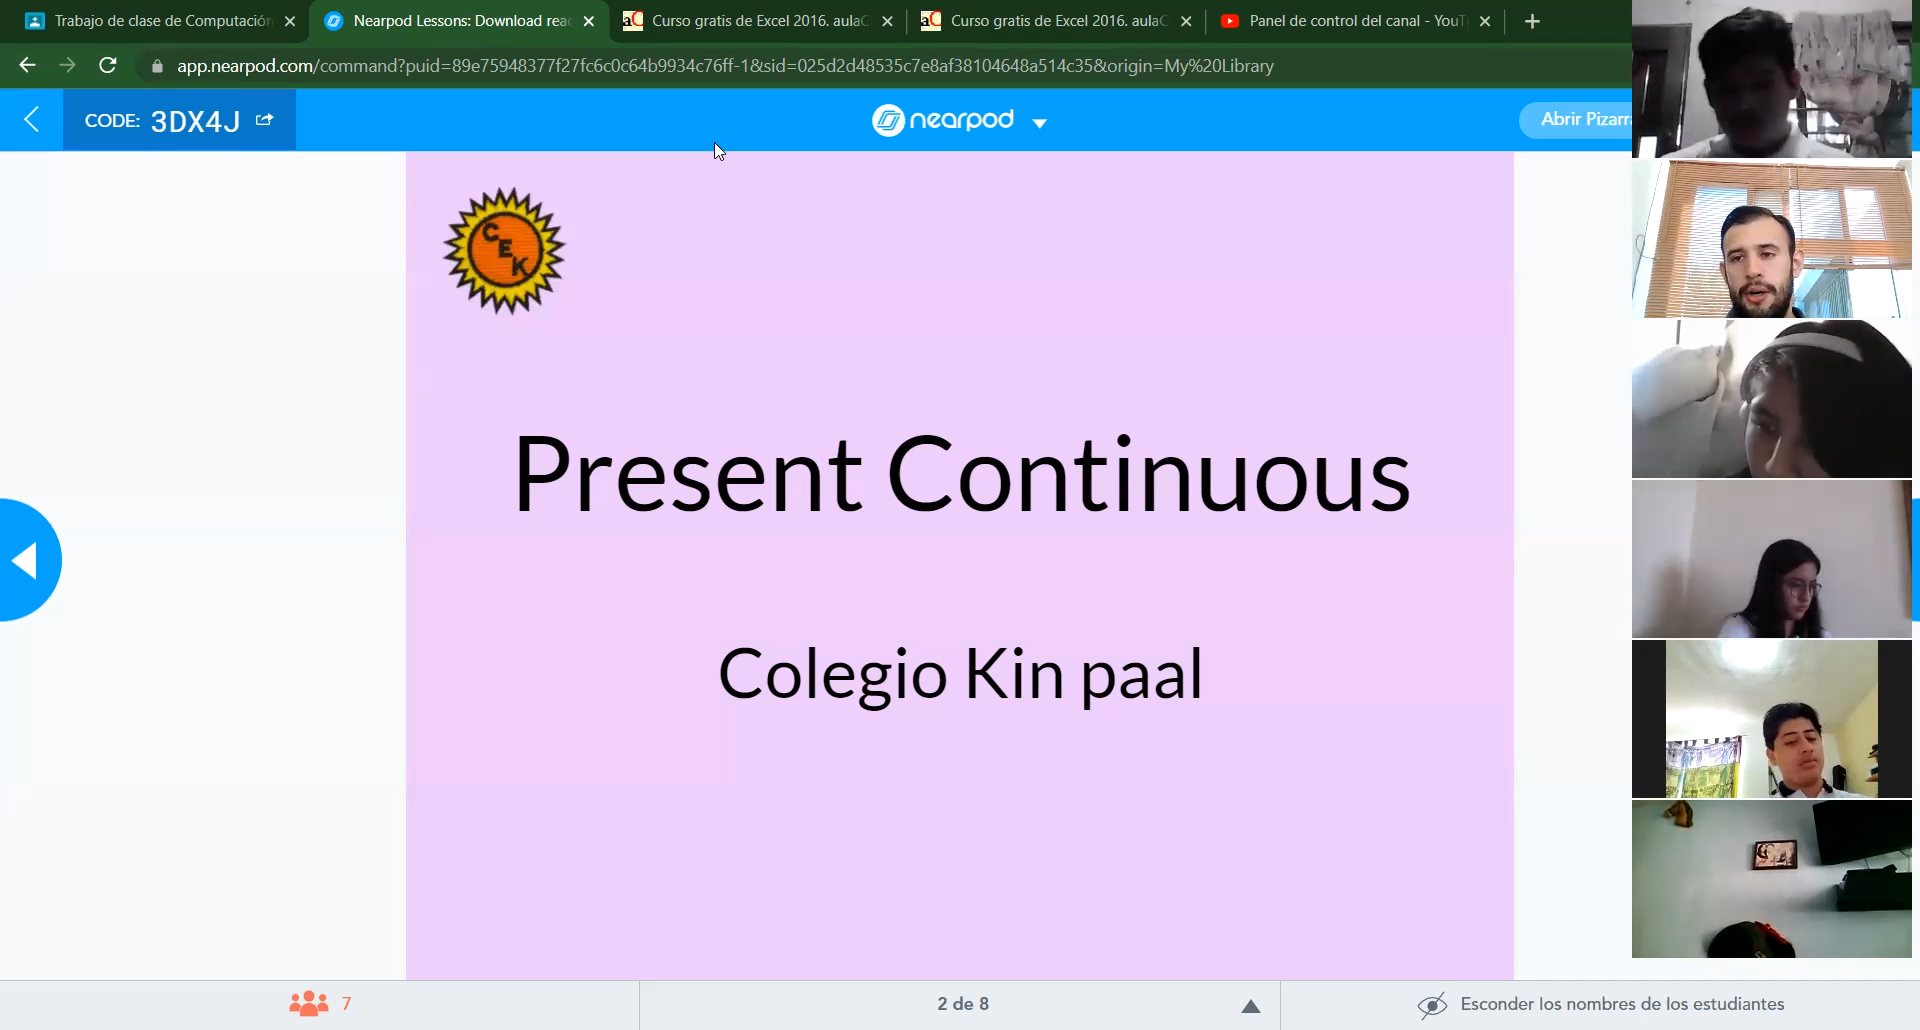 Trabajo de clase de Computación
Nearpod Lessons: Download rea
Curso gratis de Excel 2016. aulaC
Curso gratis de Excel 2016. aulaC
Panel de control del canal - YouT
app.nearpod.com/command?puid=89e75948377f27fc6c0c64b9934c76ff-1&sid=025d2d48535c7e8af38104648a514c35&origin=My%20Library
CODE: 3DX4J
nearpod
Abrir Pizarr
CEK
Present Continuous
Colegio Kin paal
7
2 de 8
Esconder los nombres de los estudiantes